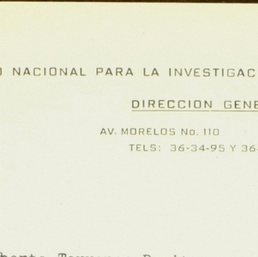 O NACIONAL PARA LA INVESTIGAC
DIRECCION GENE
AV. MORELOS No. 110
TELS: 36-34-95 Y 36